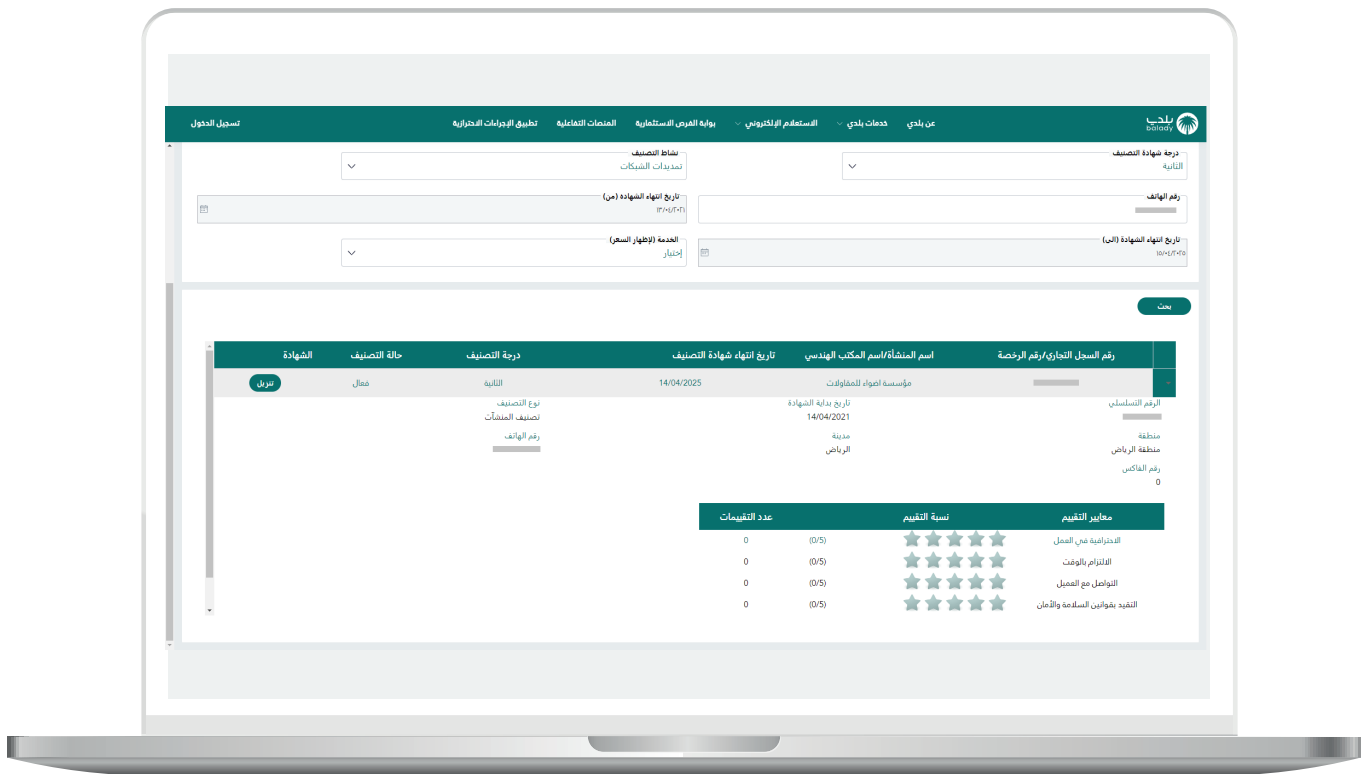 بلدي
balady
عن بلدي
خدمات بلدي
الاستعلام الإلكتروني
بوابة الفرص الاستثمارية
المنصات التفاعلية
تطبيق الإجراءات الاحترازية
تسجيل الدخول
درجة شهادة التصنيف
الثانية
نشاط التصنيف
تمديدات الشبكات
رقم الهاتف
تاريخ انتهاء الشهادة (من)
١٣/٠٤/٢٠٢١
تاريخ انتهاء الشهادة (الى)
١٥/٠٤/٢٠٢٥
الخدمة (لإظهار السعر)
إختيار
بحث
رقم السجل التجاري/رقم الرخصة اسم المنشأة/اسم المكتب الهندسي تاريخ انتهاء شهادة التصنيف درجة التصنيف حالة التصنيف الشهادة
مؤسسة اضواء للمقاولات 14/04/2025 الثانية فعال تنزيل
الرقم التسلسلي تاريخ بداية الشهادة نوع التصنيف
14/04/2021 تصنيف المنشآت
منطقة مدينة رقم الهاتف
منطقة الرياض الرياض
رقم الفاكس
0
معايير التقييم نسبة التقييم عدد التقييمات
الاحترافية في العمل (0/5) 0
الالتزام بالوقت (0/5) 0
التواصل مع العميل (0/5) 0
التقيد بقوانين السلامة والأمان (0/5) 0